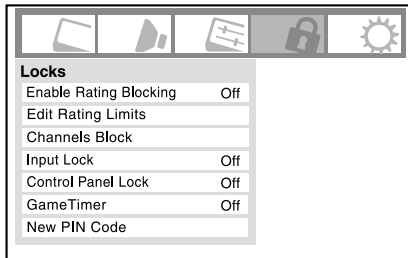 Locks
Enable Rating Blocking Off
Edit Rating Limits
Channels Block
Input Lock Off
Control Panel Lock Off
GameTimer Off
New PIN Code